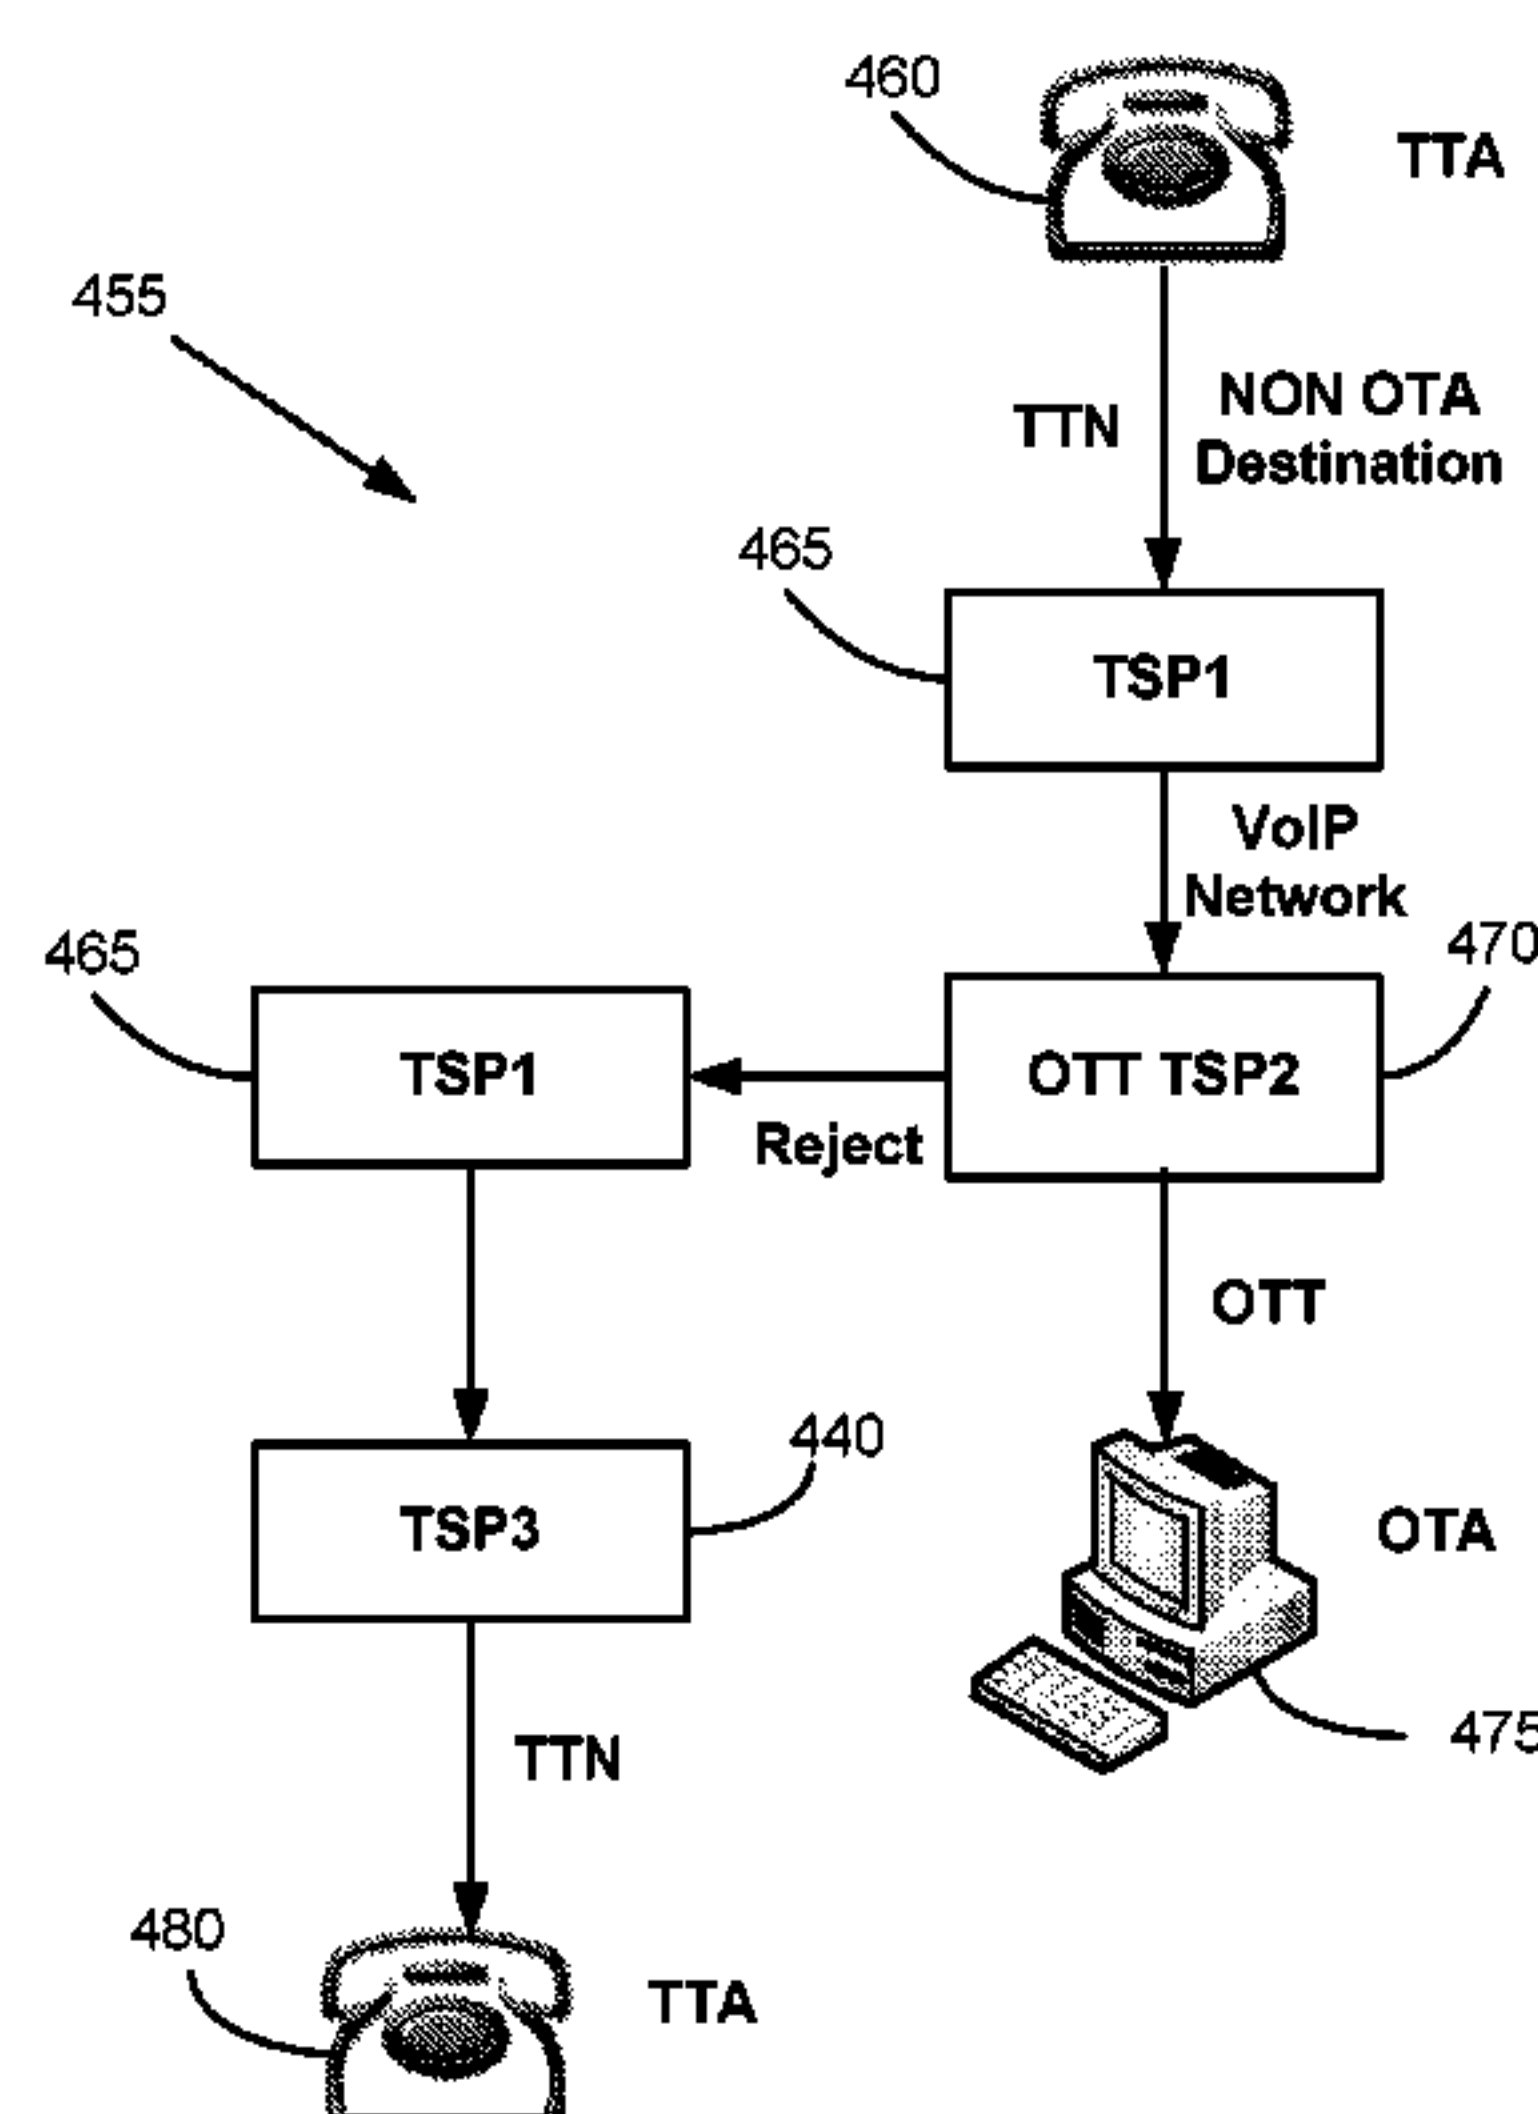 460
TTA
455
TTN
NON OTA
Destination
465
TSP1
VoIP
Network
470
465
TSP1
Reject
OTT TSP2
OTT
440
TSP3
OTA
475
TTN
480
TTA